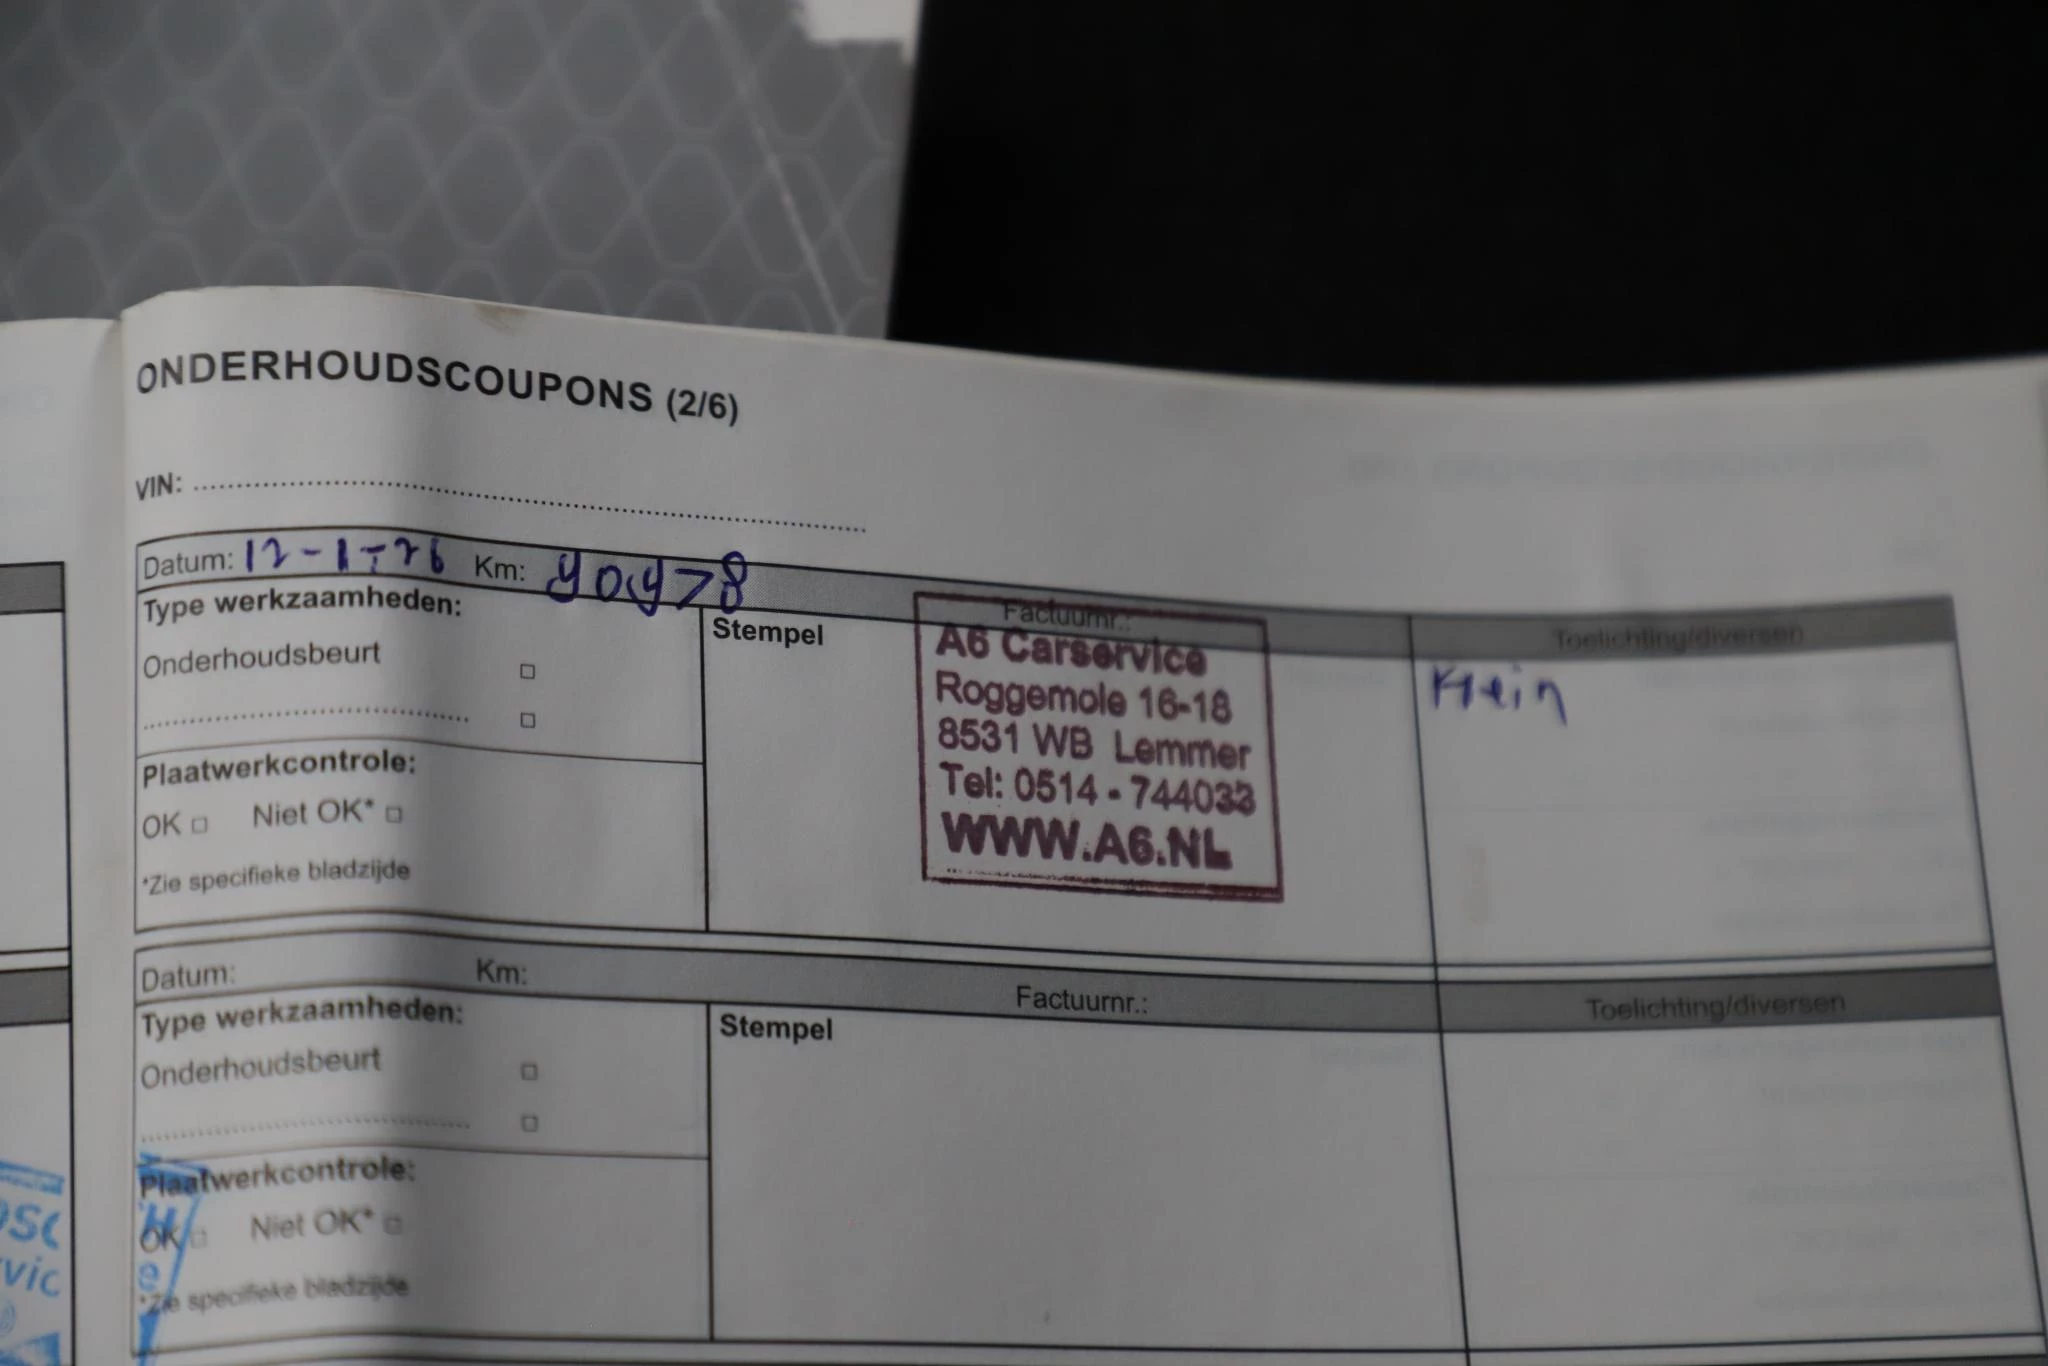 ONDERHOUDSCOUPONS (2/6)
VIN:
Datum: 12-1-26 Km: 90978
Type werkzaamheden:
Onderhoudsbeurt
Plaatwerkcontrole:
OK Niet OK*
*Zie specifieke bladzijde
Stempel
Factuurnr.:
A6 Carservice
Roggemole 16-18
8531 WB Lemmer
Tel: 0514 - 744033
WWW.A6.NL
Toelichting/diversen
Klein
Datum: Km:
Type werkzaamheden:
Onderhoudsbeurt
Plaatwerkcontrole:
OK Niet OK*
*Zie specifieke bladzijde
Stempel
Factuurnr.:
Toelichting/diversen